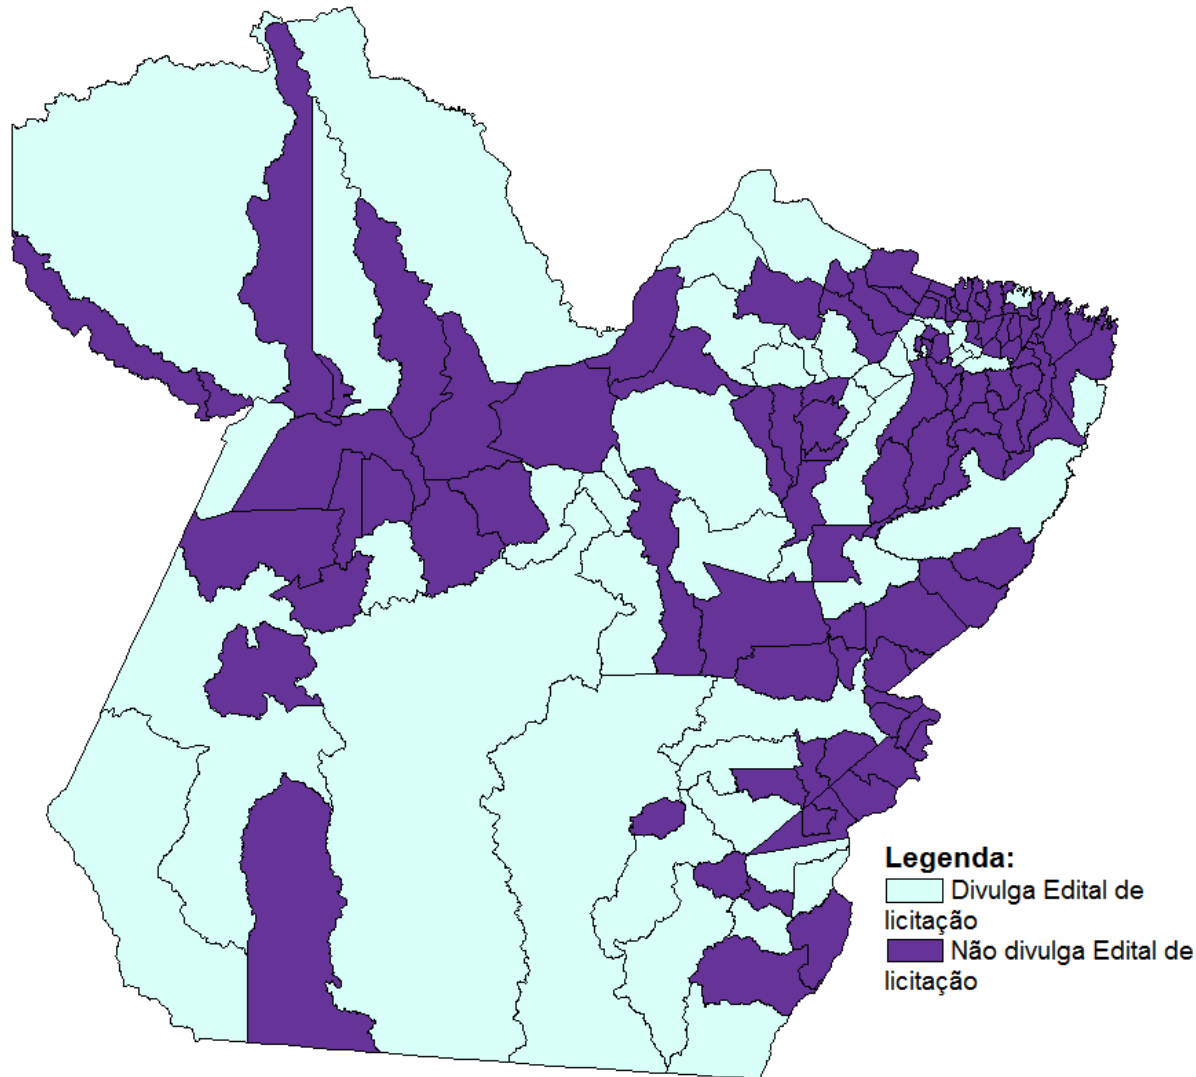 Legenda:
Divulga Edital de
licitação
Não divulga Edital de
licitação